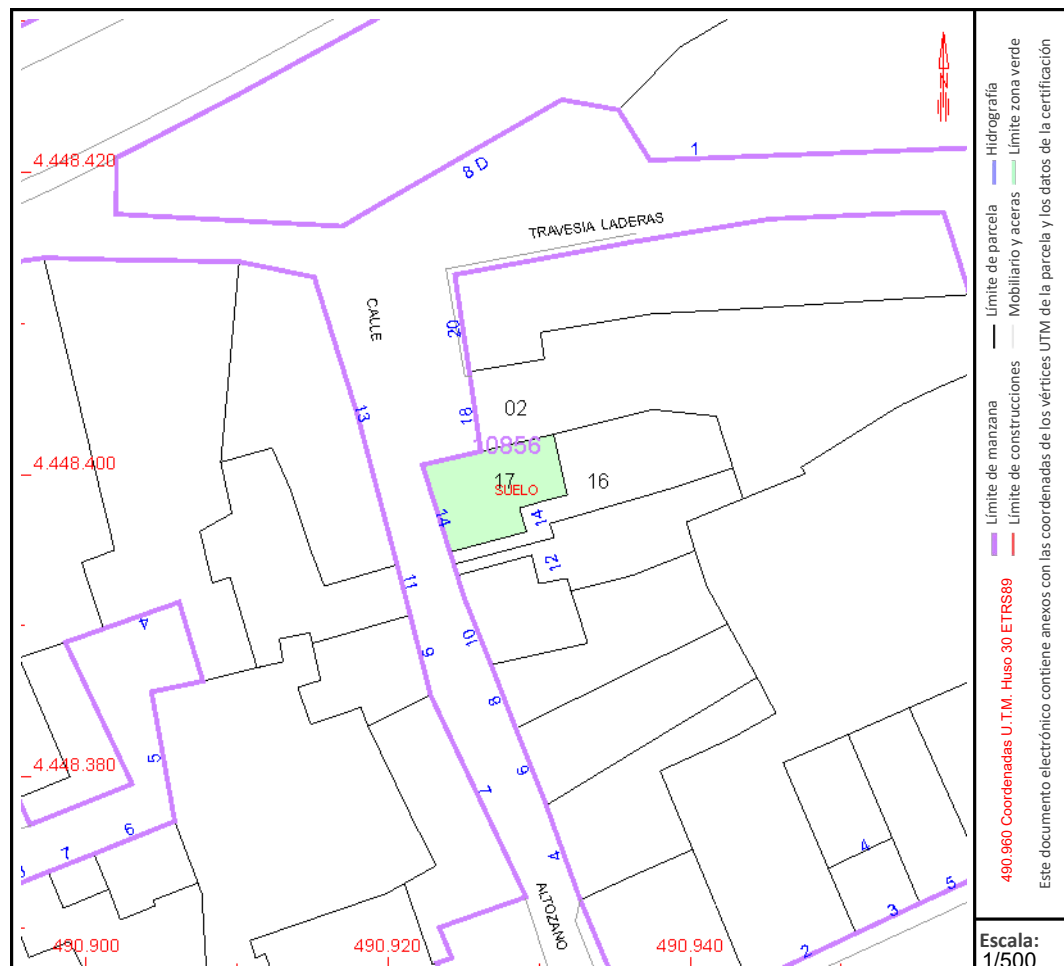 1
4.448.420
8 D
TRAVESIA LADERAS
CALLE
20
13
18
02
10856
4.448.400
17
16
SUELO
14
14
12
11
10
4
9
8
5
4.448.380
7
6
6
7
4
4
8
5
3
2
ALTOZANO
490.900
490.920
490.940
N
Hidrografía
Límite zona verde
Límite de parcela
Mobiliario y aceras
Límite de manzana
Límite de construcciones
490.960 Coordenadas U.T.M. Huso 30 ETRS89
Este documento electrónico contiene anexos con las coordenadas de los vértices UTM de la parcela y los datos de la certificación
Escala:
1/500